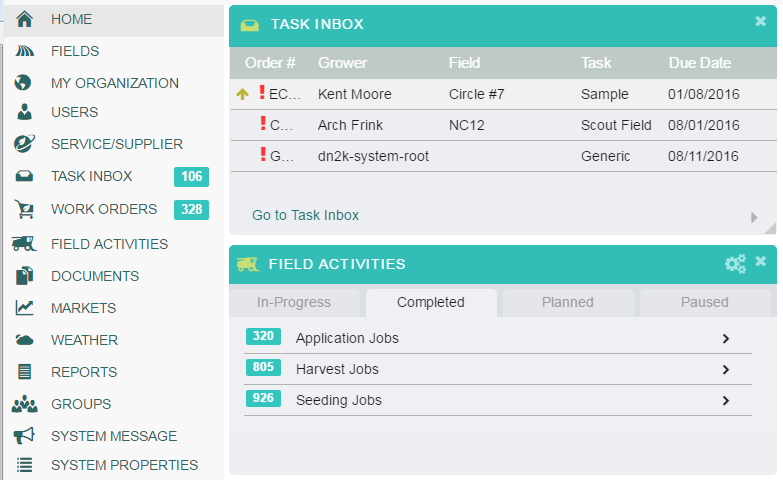 HOME
FIELDS
MY ORGANIZATION
USERS
SERVICE/SUPPLIER
TASK INBOX 106
WORK ORDERS 328
FIELD ACTIVITIES
DOCUMENTS
MARKETS
WEATHER
REPORTS
GROUPS
SYSTEM MESSAGE
SYSTEM PROPERTIES
TASK INBOX
Order # Grower Field Task Due Date
! EC... Kent Moore Circle #7 Sample 01/08/2016
! C... Arch Frink NC12 Scout Field 08/01/2016
! G... dn2k-system-root Generic 08/11/2016
Go to Task Inbox
FIELD ACTIVITIES
In-Progress Completed Planned Paused
320 Application Jobs
805 Harvest Jobs
926 Seeding Jobs